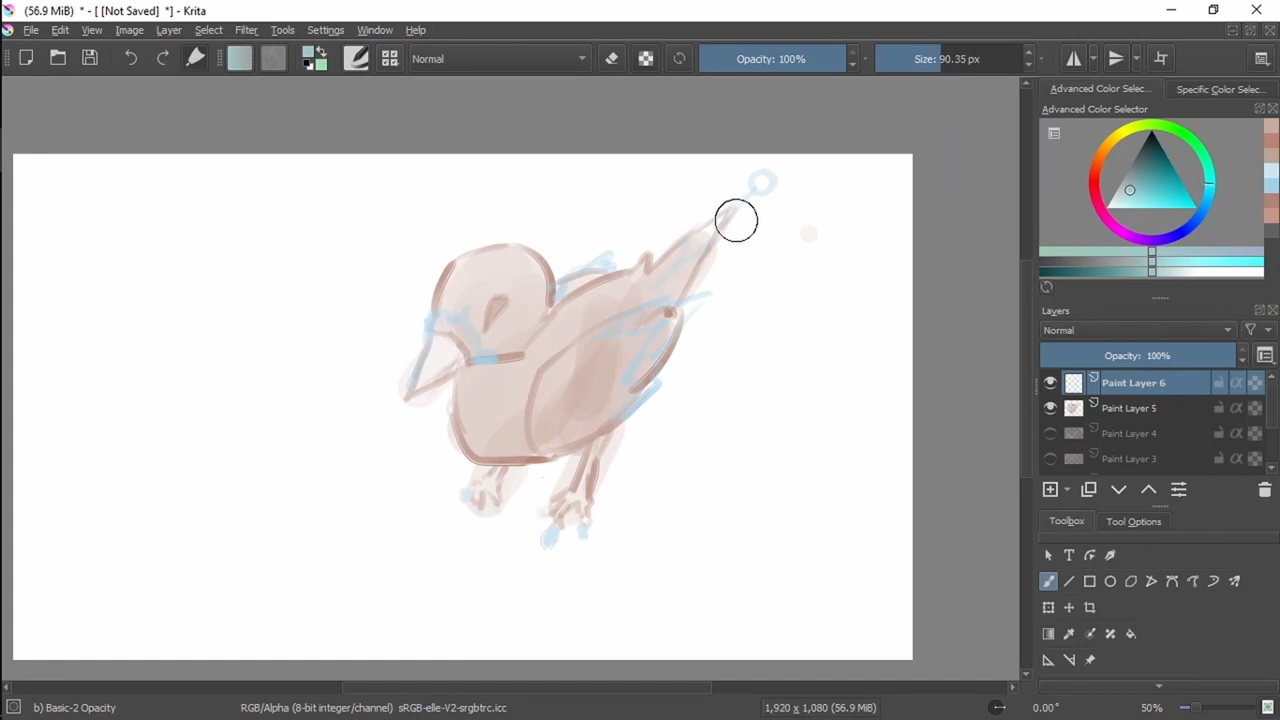 (56.9 MiB) * - [ [Not Saved] *] - Krita
File Edit View Image Layer Select Filter Tools Settings Window Help
Normal Opacity: 100% Size: 90.35 px
Advanced Color Selec... Specific Color Selec...
Advanced Color Selector
Layers
Normal
Opacity: 100%
Paint Layer 6
Paint Layer 5
Paint Layer 4
Paint Layer 3
Toolbox Tool Options
b) Basic-2 Opacity RGB/Alpha (8-bit integer/channel) sRGB-elle-V2-srgbtrc.icc 1,920 x 1,080 (56.9 MiB) 0.00° 50%